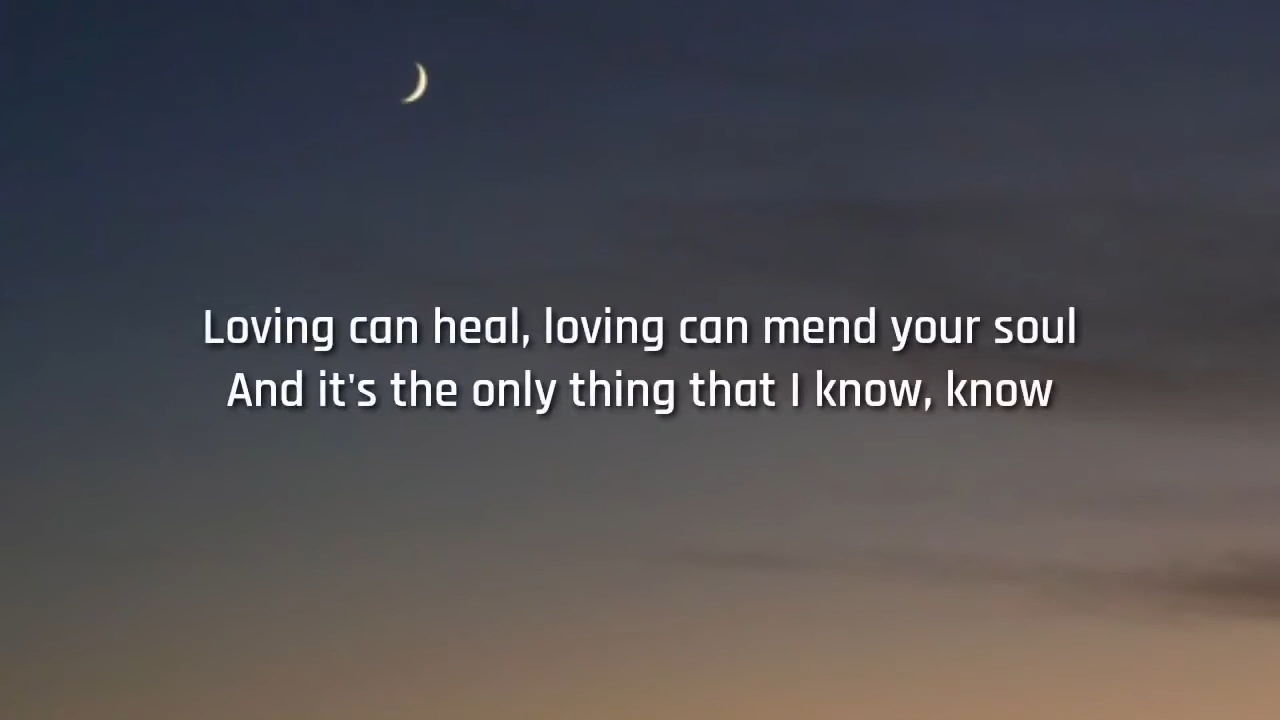 Loving can heal, loving can mend your soul
And it's the only thing that I know, know